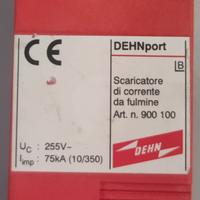 CE
DEHNport
B
Scaricatore
di corrente
da fulmine
Art. n. 900 100
UC : 255V~
Iimp : 75kA (10/350)
DEHN